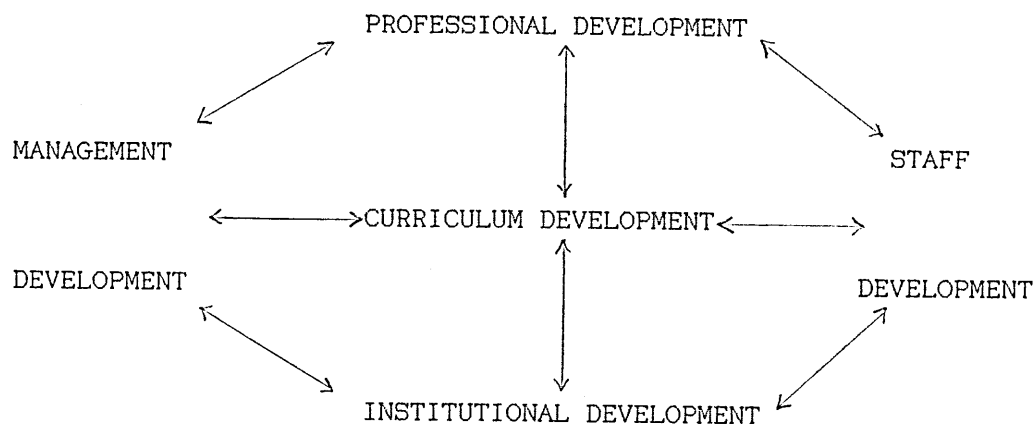 PROFESSIONAL DEVELOPMENT
MANAGEMENT
STAFF
CURRICULUM DEVELOPMENT
DEVELOPMENT
DEVELOPMENT
INSTITUTIONAL DEVELOPMENT